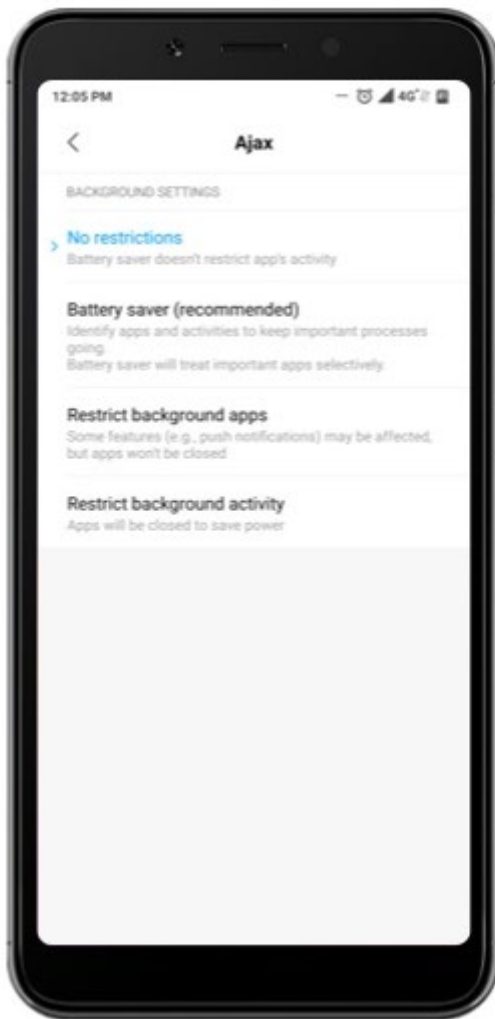 12:05 PM
4G+
Ajax
BACKGROUND SETTINGS
No restrictions
Battery saver doesn't restrict app's activity
Battery saver (recommended)
Identify apps and activities to keep important processes
going.
Battery saver will treat important apps selectively.
Restrict background apps
Some features (e.g., push notifications) may be affected,
but apps won't be closed
Restrict background activity
Apps will be closed to save power